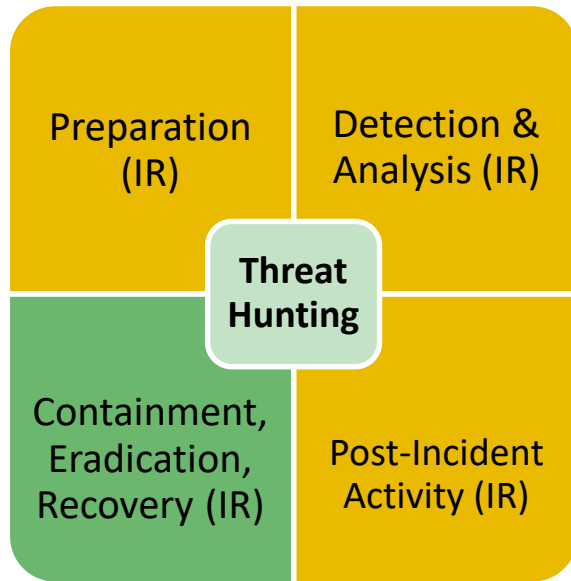 Preparation
(IR)
Detection &
Analysis (IR)
Threat
Hunting
Containment,
Eradication,
Recovery (IR)
Post-Incident
Activity (IR)